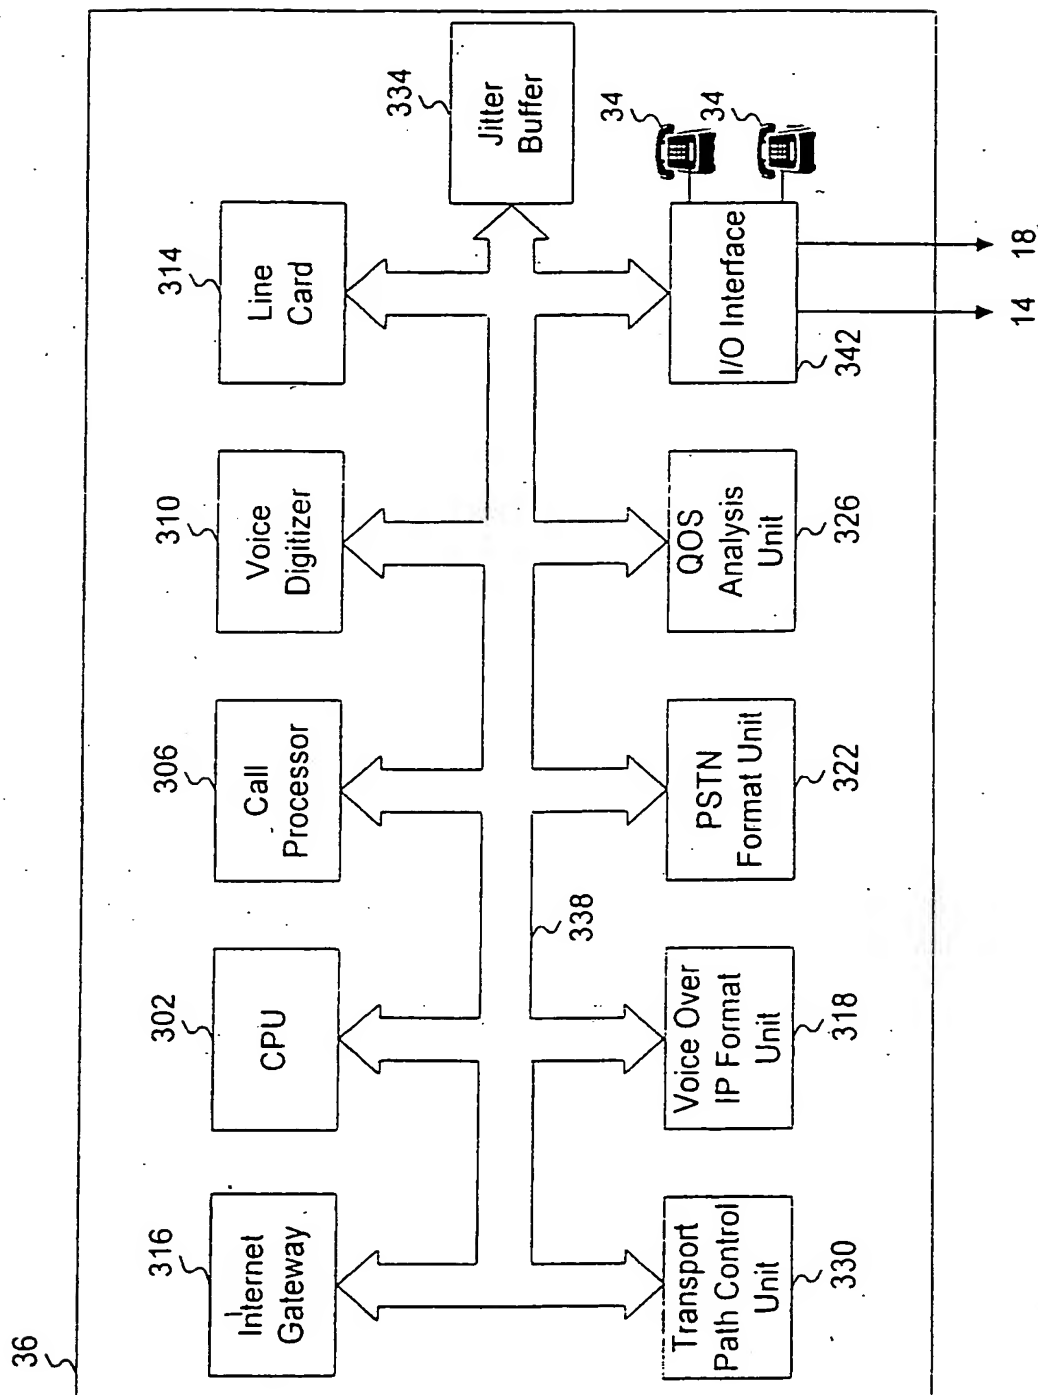 36
316
Internet
Gateway
302
CPU
306
Call
Processor
310
Voice
Digitizer
314
Line
Card
334
Jitter
Buffer
338
Transport
Path Control
Unit
330
Voice Over
IP Format
Unit
318
PSTN
Format Unit
322
QOS
Analysis
Unit
326
I/O Interface
342
34
34
14
18